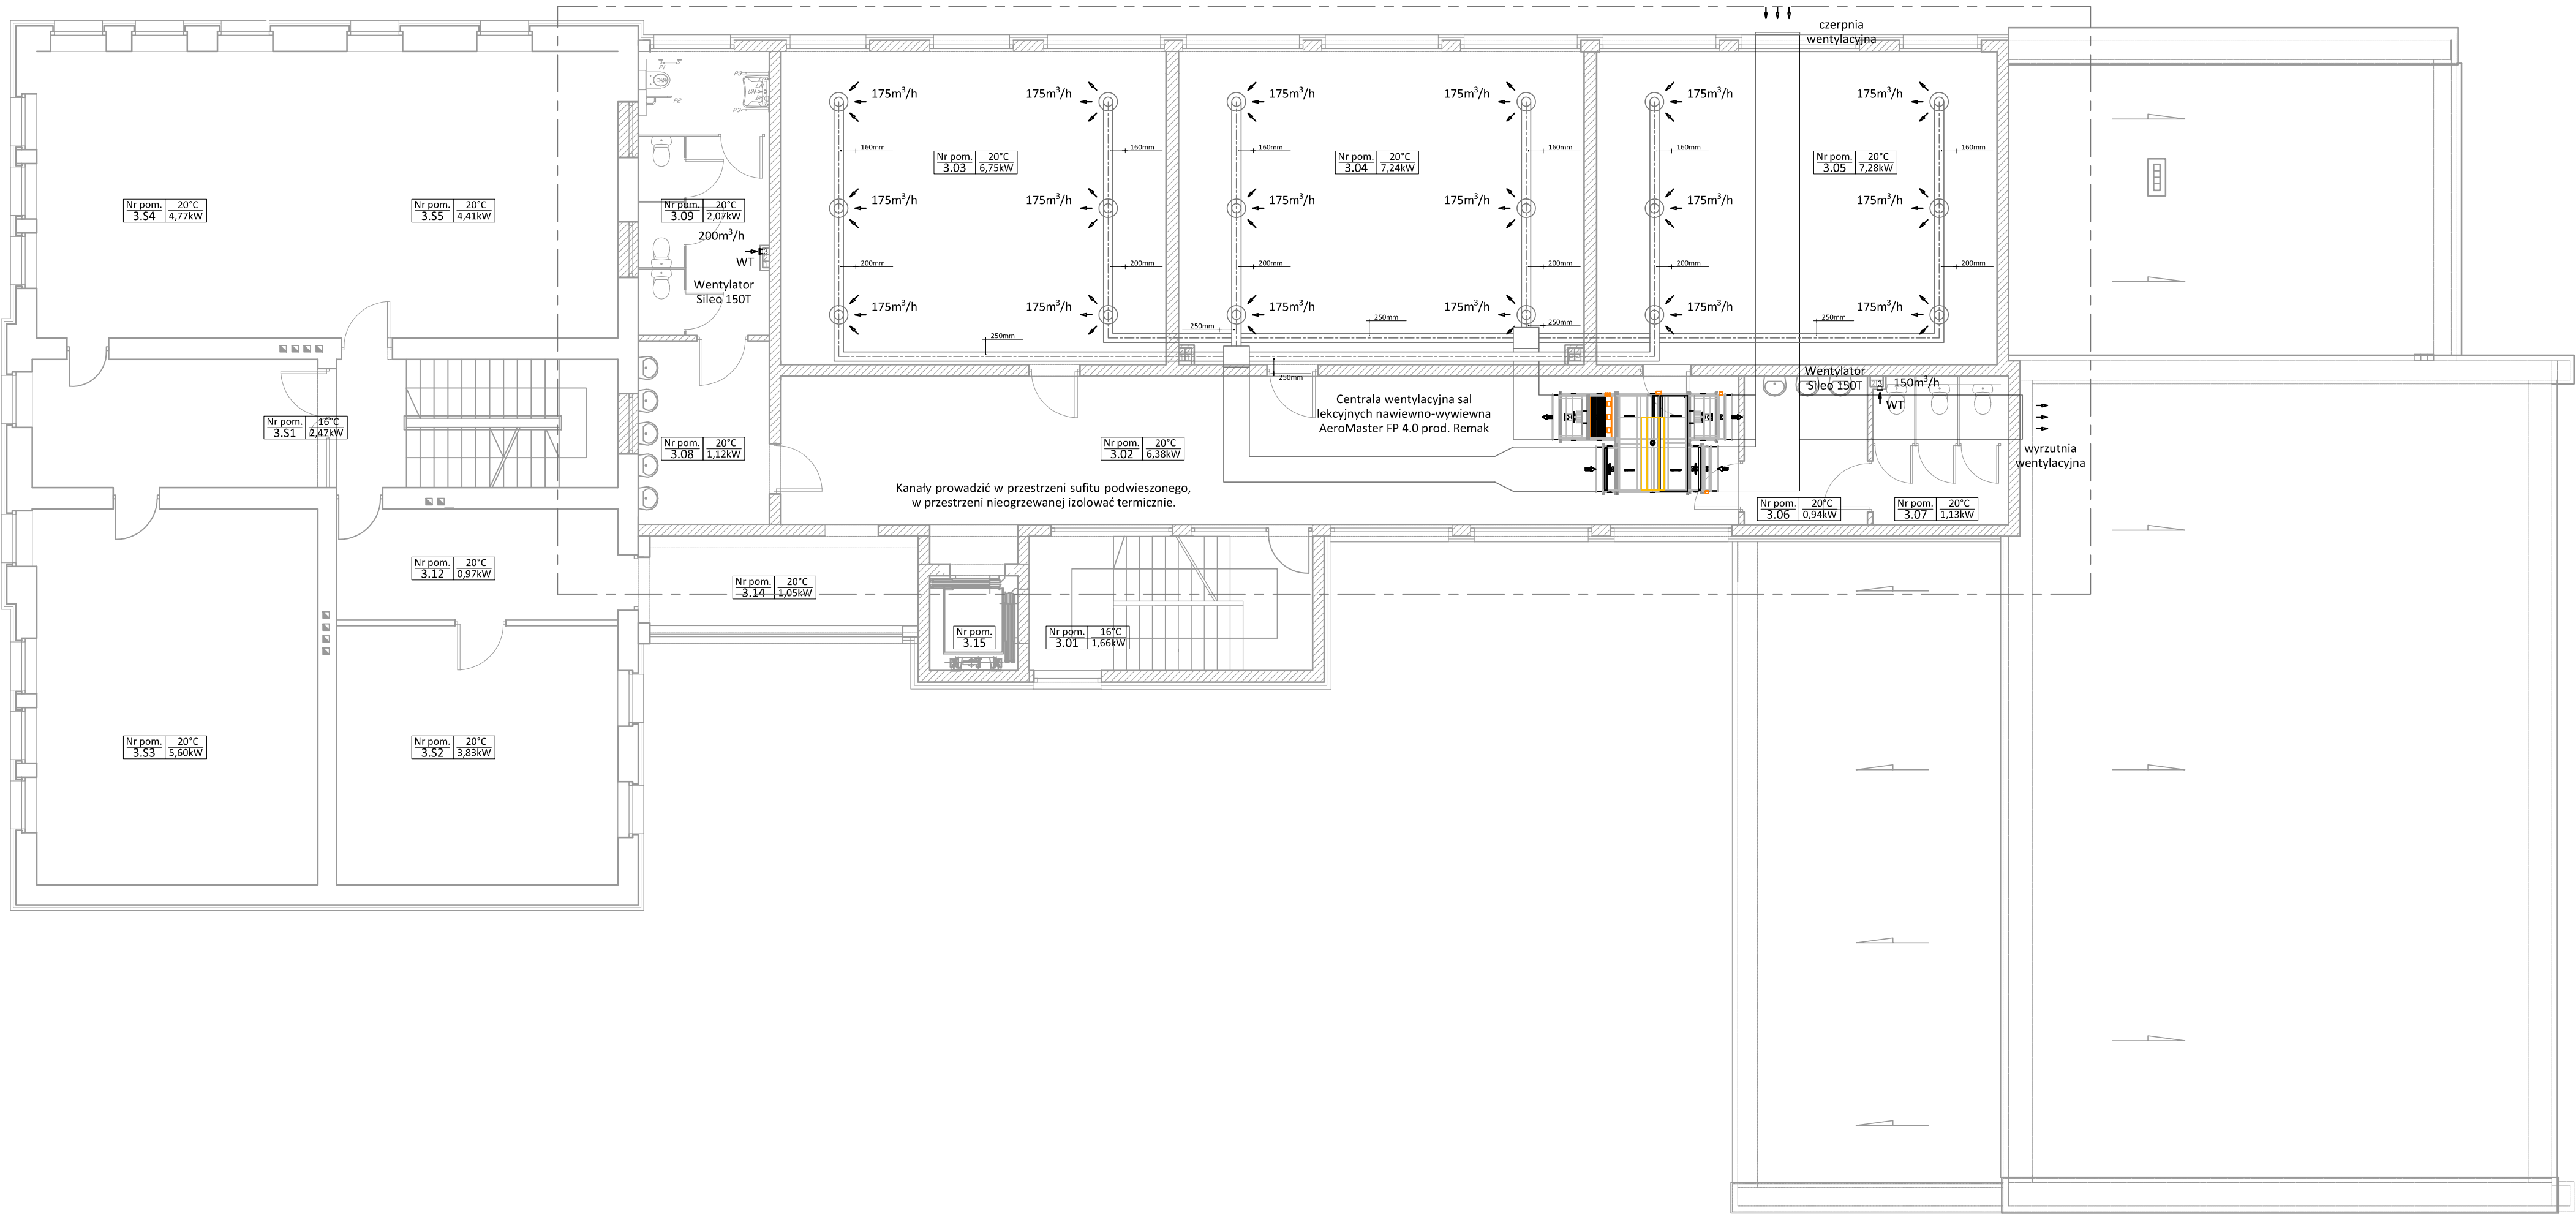 czerpnia
wentylacyjna
P1
P2
P3
P3
175m³/h
175m³/h
175m³/h
175m³/h
175m³/h
175m³/h
160mm
160mm
160mm
160mm
160mm
160mm
Nr pom. 20°C
3.03 6,75kW
Nr pom. 20°C
3.04 7,24kW
Nr pom. 20°C
3.05 7,28kW
Nr pom. 20°C
3.S4 4,77kW
Nr pom. 20°C
3.S5 4,41kW
Nr pom. 20°C
3.09 2,07kW
175m³/h
175m³/h
175m³/h
175m³/h
175m³/h
175m³/h
200m³/h
WT
Wentylator
Sileo 150T
200mm
200mm
200mm
200mm
200mm
200mm
175m³/h
175m³/h
175m³/h
175m³/h
175m³/h
175m³/h
250mm
250mm
250mm
250mm
250mm
250mm
Wentylator
Sileo 150T
150m³/h
WT
Centrala wentylacyjna sal
lekcyjnych nawiewno-wywiewna
AeroMaster FP 4.0 prod. Remak
Nr pom. 16°C
3.S1 2,47kW
Nr pom. 20°C
3.08 1,12kW
Nr pom. 20°C
3.02 6,38kW
wyrzutnia
wentylacyjna
Kanały prowadzić w przestrzeni sufitu podwieszonego,
w przestrzeni nieogrzewanej izolować termicznie.
Nr pom. 20°C
3.06 0,94kW
Nr pom. 20°C
3.07 1,13kW
Nr pom. 20°C
3.12 0,97kW
Nr pom. 20°C
3.14 1,05kW
Nr pom.
3.15
Nr pom. 16°C
3.01 1,66kW
Nr pom. 20°C
3.S3 5,60kW
Nr pom. 20°C
3.S2 3,83kW